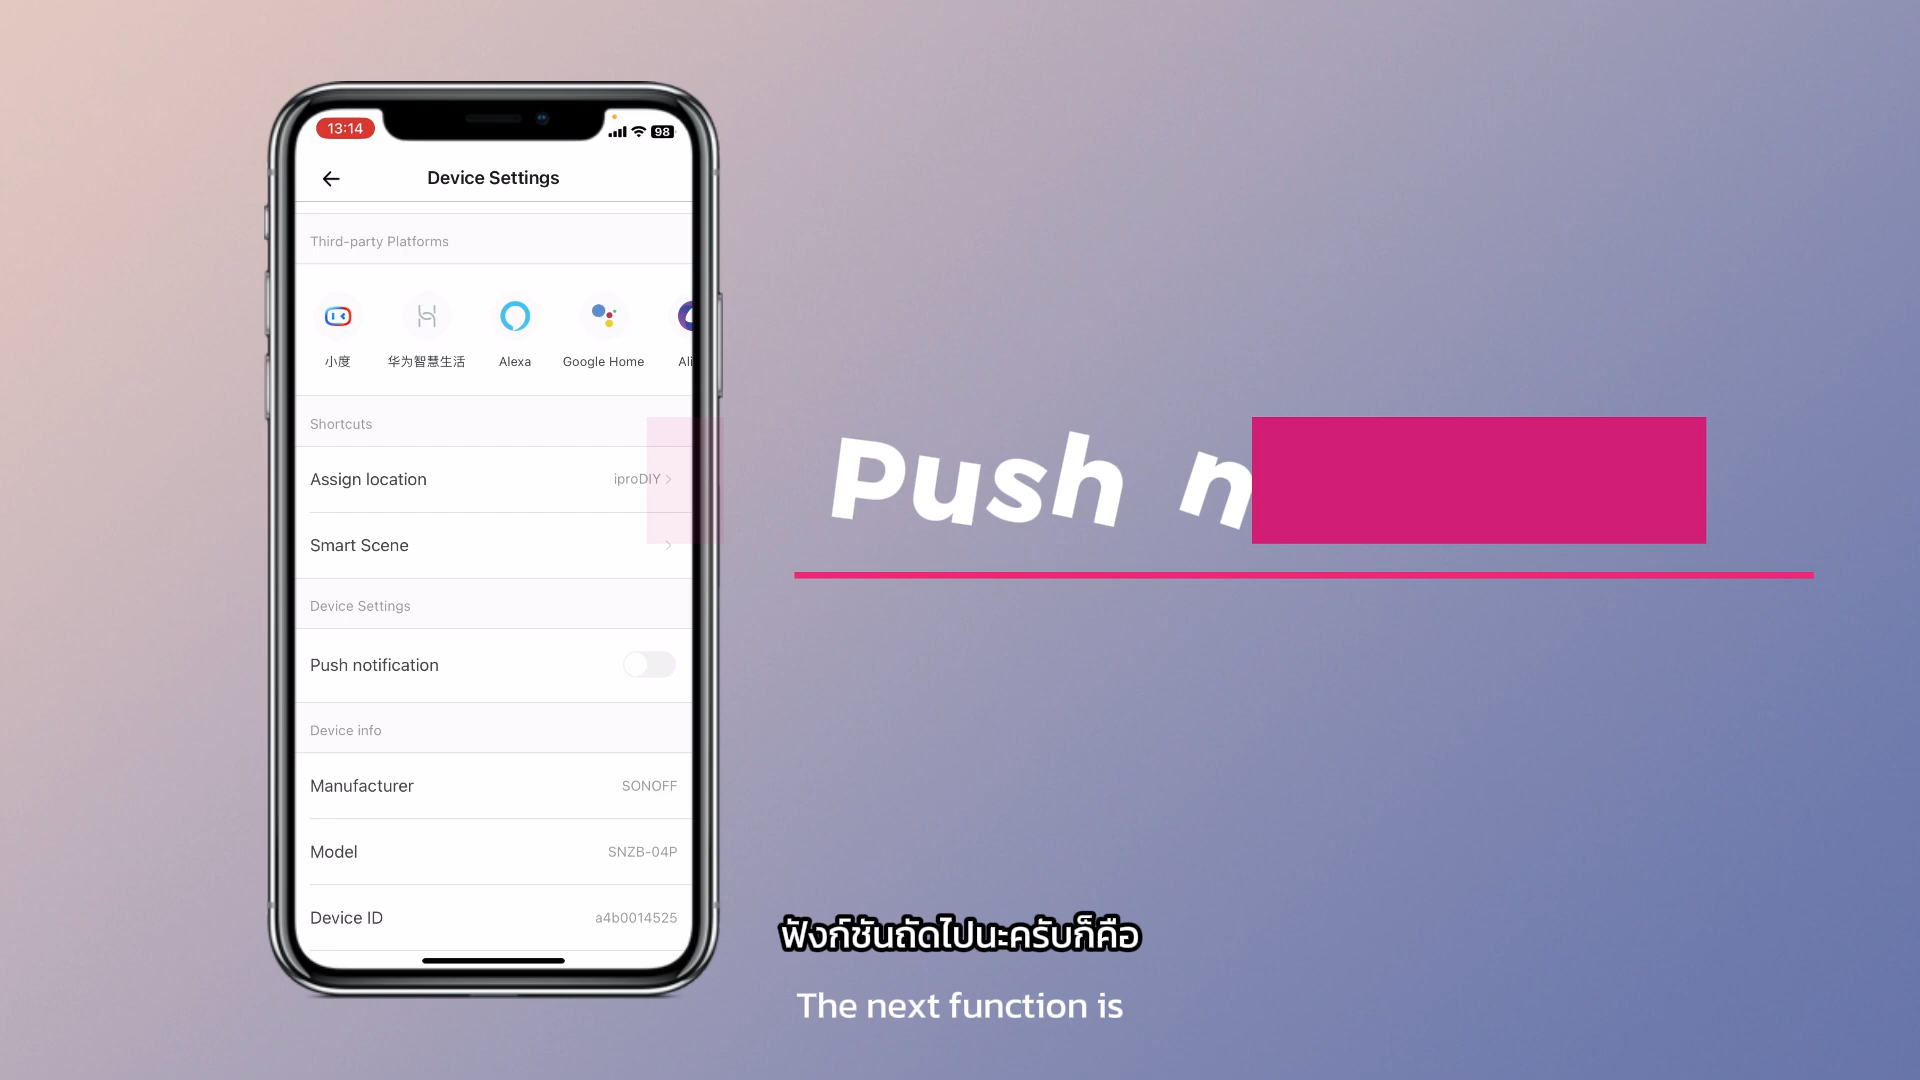 13:14
98
Device Settings
Third-party Platforms
小度
华为智慧生活
Alexa
Google Home
Shortcuts
Assign location
iproDIY
Smart Scene
Device Settings
Push notification
Device info
Manufacturer
SONOFF
Model
SNZB-04P
Device ID
a4b0014525
Push n
ฟังก์ชันถัดไปนะครับก็คือ
The next function is